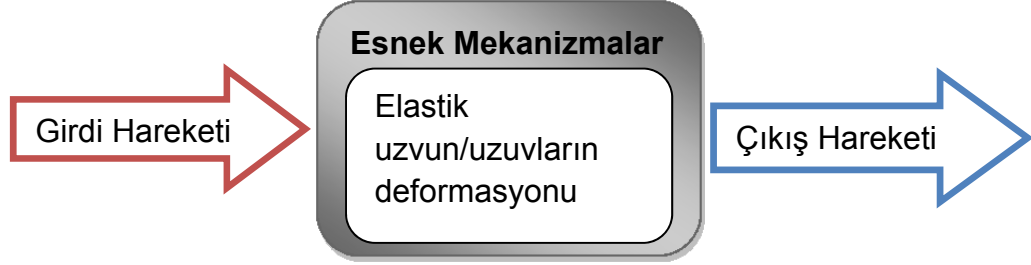 Girdi Hareketi
Esnek Mekanizmalar
Elastik
uzvun/uzuvların
deformasyonu
Çıkış Hareketi